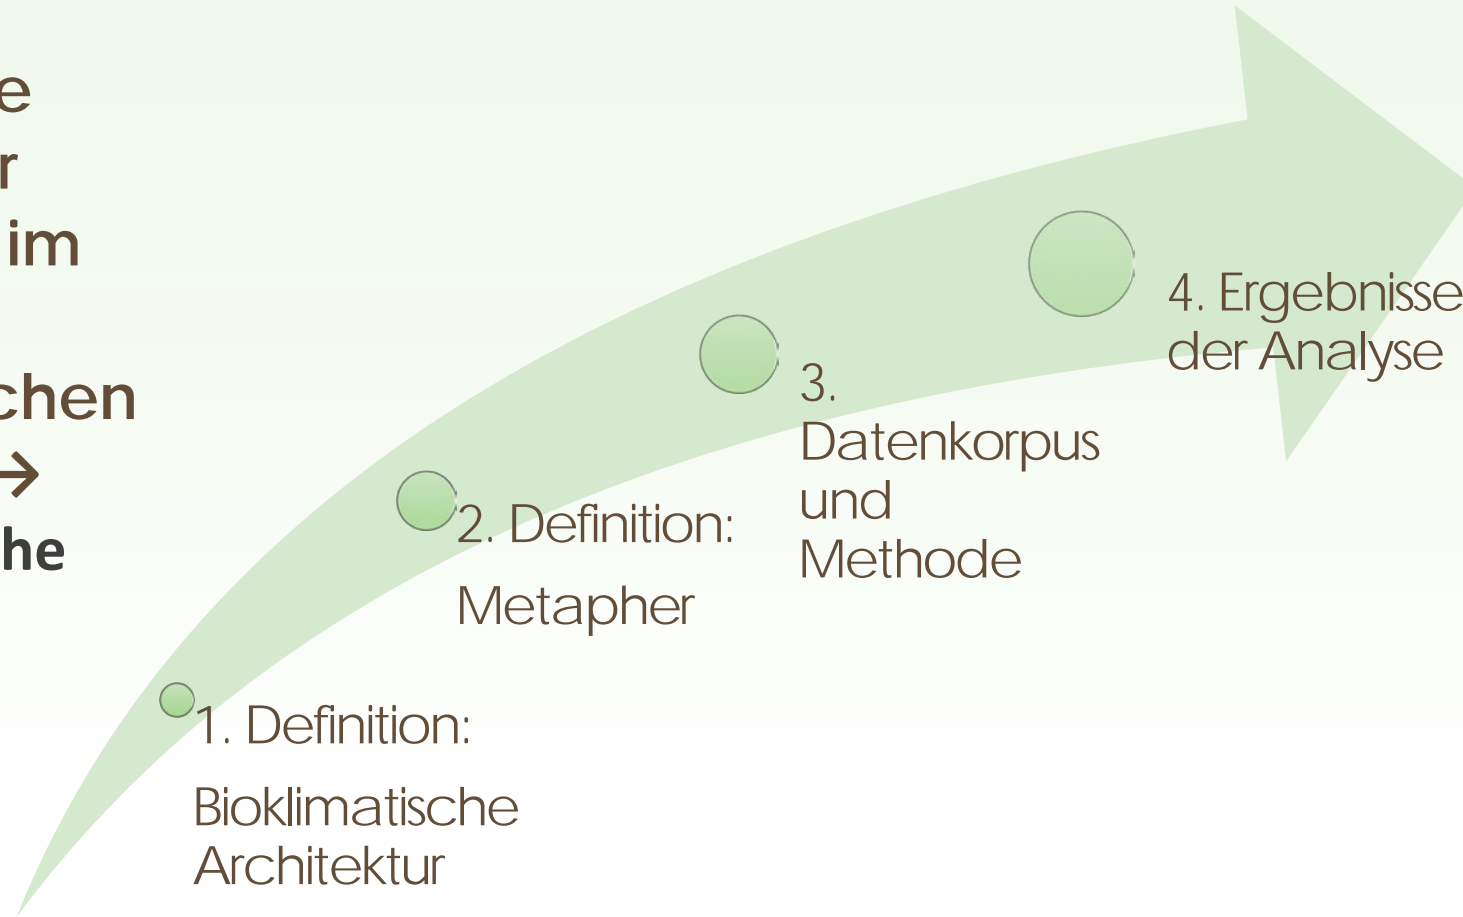 e
r
im
chen
→
he
1. Definition:
Bioklimatische
Architektur
2. Definition:
Metapher
3.
Datenkorpus
und
Methode
4. Ergebnisse
der Analyse